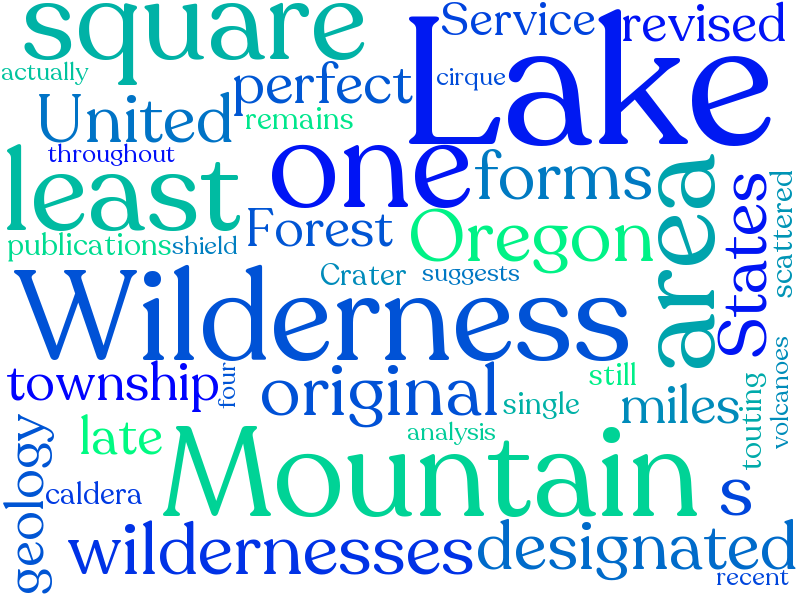 square
Service
revised
Lake
actually
perfect
cirque
United
remains
throughout
one
least
forms
area
States
scattered
publications
shield
Forest
Oregon
Crater
suggests
Wilderness
township
four
original
still
single
miles
touting
volcanoes
late
analysis
geology
Mountain
caldera
s
wildernesses
designated
recent